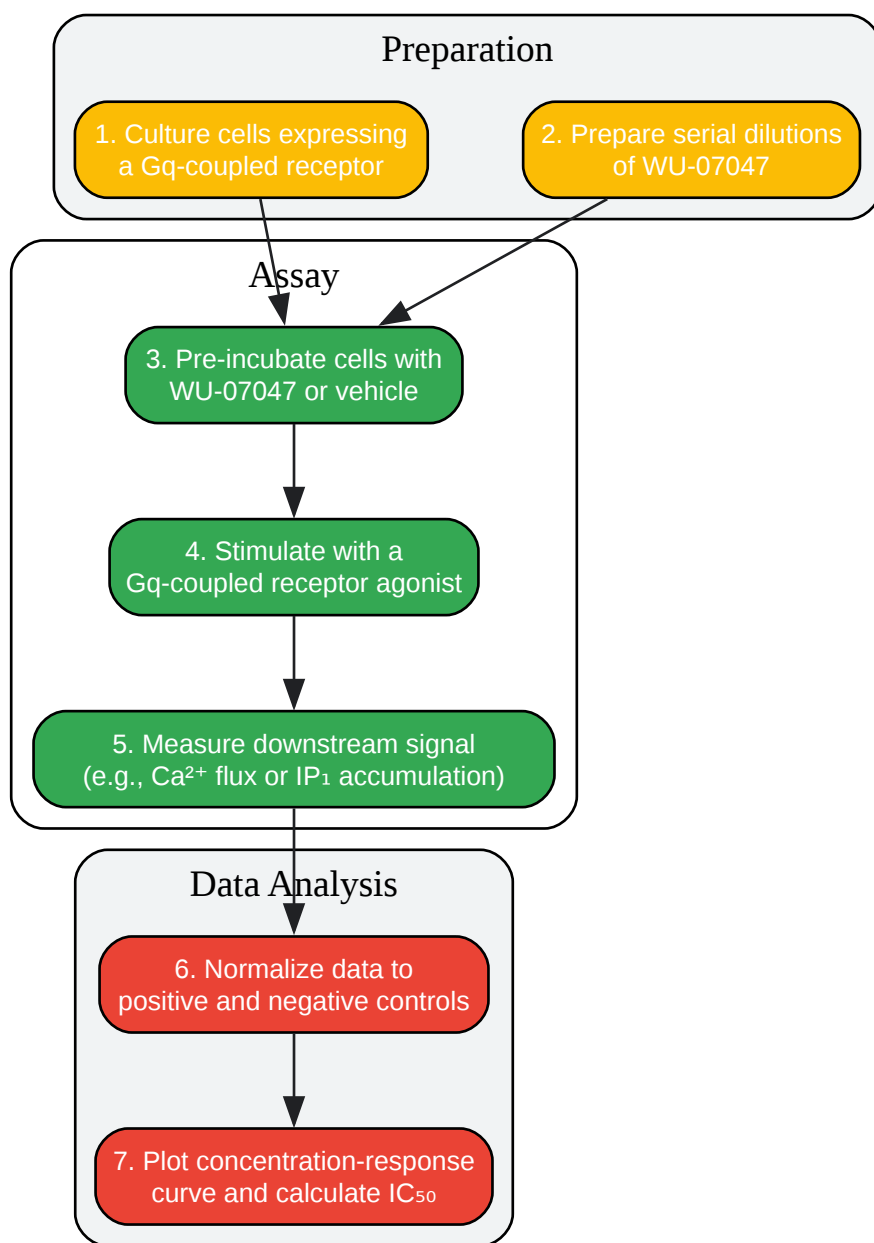 Preparation
1. Culture cells expressing
a Gq-coupled receptor
2. Prepare serial dilutions
of WU-07047
Assay
3. Pre-incubate cells with
WU-07047 or vehicle
4. Stimulate with a
Gq-coupled receptor agonist
5. Measure downstream signal
(e.g., Ca²⁺ flux or IP₁ accumulation)
Data Analysis
6. Normalize data to
positive and negative controls
7. Plot concentration-response
curve and calculate IC₅₀